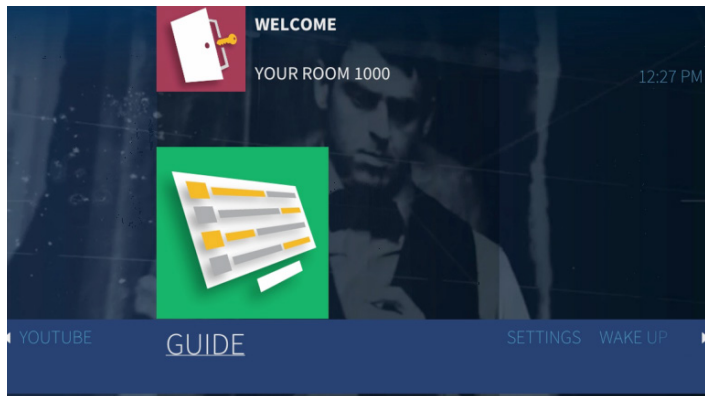 WELCOME
YOUR ROOM 1000
12:27 PM
YOUTUBE
GUIDE
SETTINGS
WAKE UP